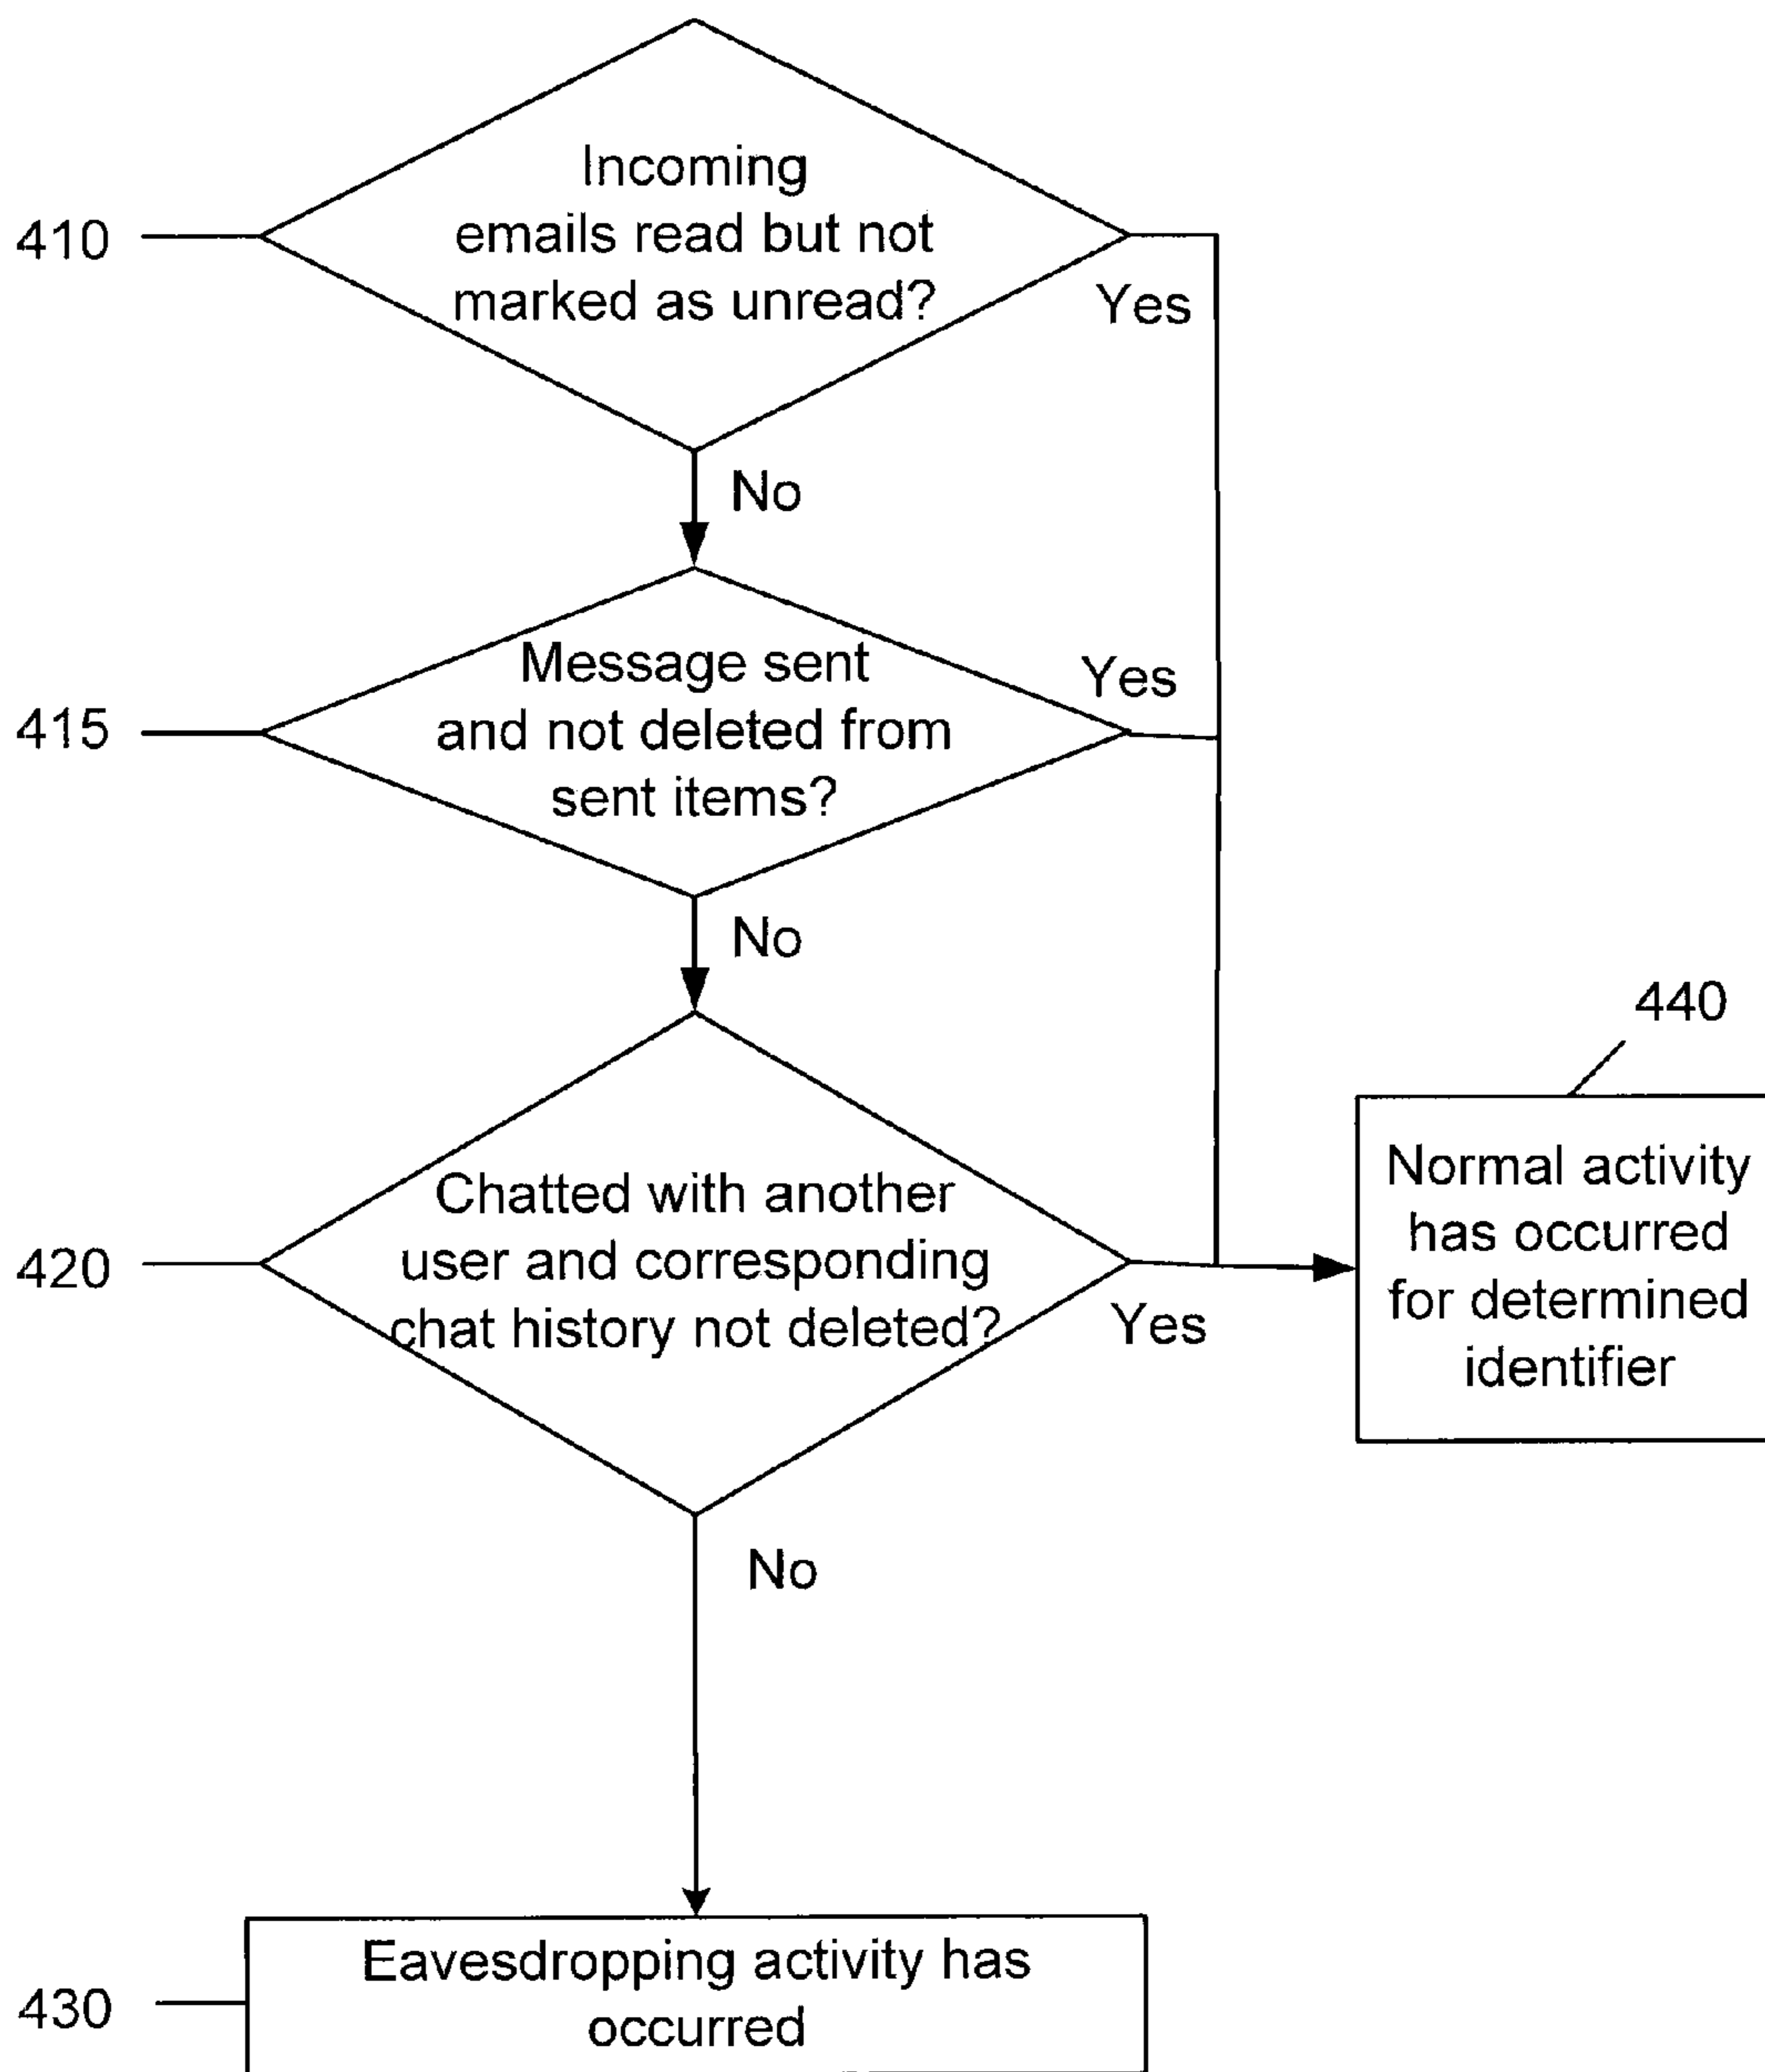 410
Incoming
emails read but not
marked as unread?
Yes
No
415
Message sent
and not deleted from
sent items?
Yes
No
440
420
Chatted with another
user and corresponding
chat history not deleted?
Yes
Normal activity
has occurred
for determined
identifier
No
430
Eavesdropping activity has
occurred